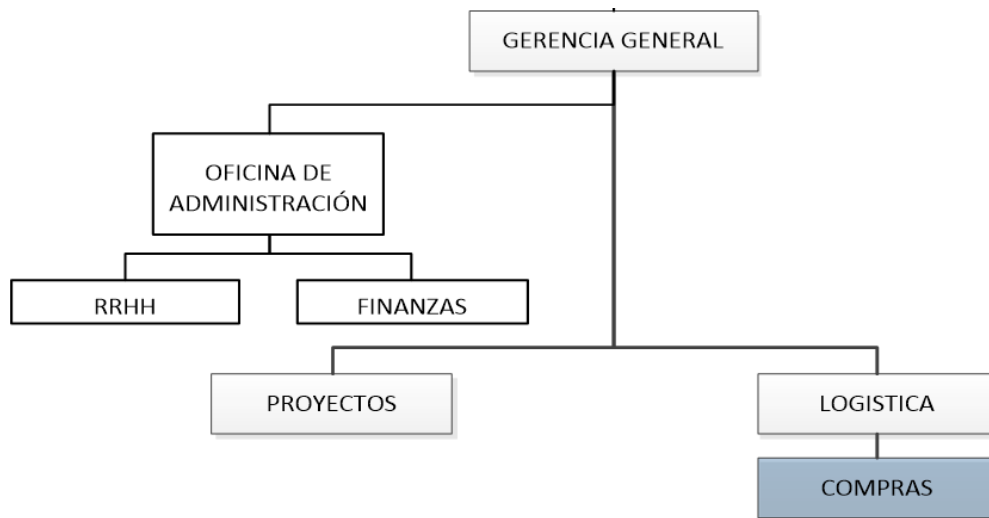 GERENCIA GENERAL
OFICINA DE
ADMINISTRACIÓN
RRHH
FINANZAS
PROYECTOS
LOGISTICA
COMPRAS